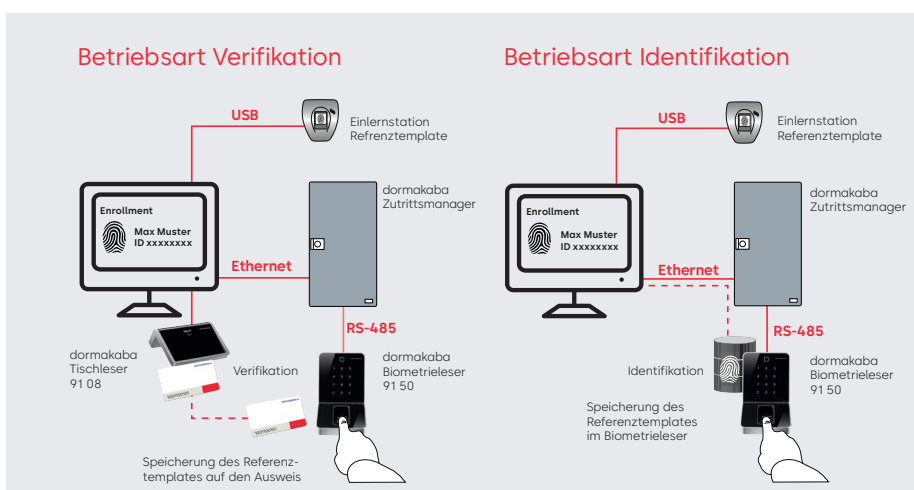 Betriebsart Verifikation
USB
Einlernstation
Refrenztemplate
dormakaba
Zutrittsmanager
Enrollment
Max Muster
ID xxxxxxxx
Ethernet
RS-485
dormakaba
Tischleser
91 08
Verifikation
dormakaba
Biometrieleser
91 50
Speicherung des Referenz-
templates auf den Ausweis
Betriebsart Identifikation
USB
Einlernstation
Referenztemplate
dormakaba
Zutrittsmanager
Enrollment
Max Muster
ID xxxxxxxx
Ethernet
RS-485
Identifikation
dormakaba
Biometrieleser
91 50
Speicherung des
Referenztemplates
im Biometrieleser